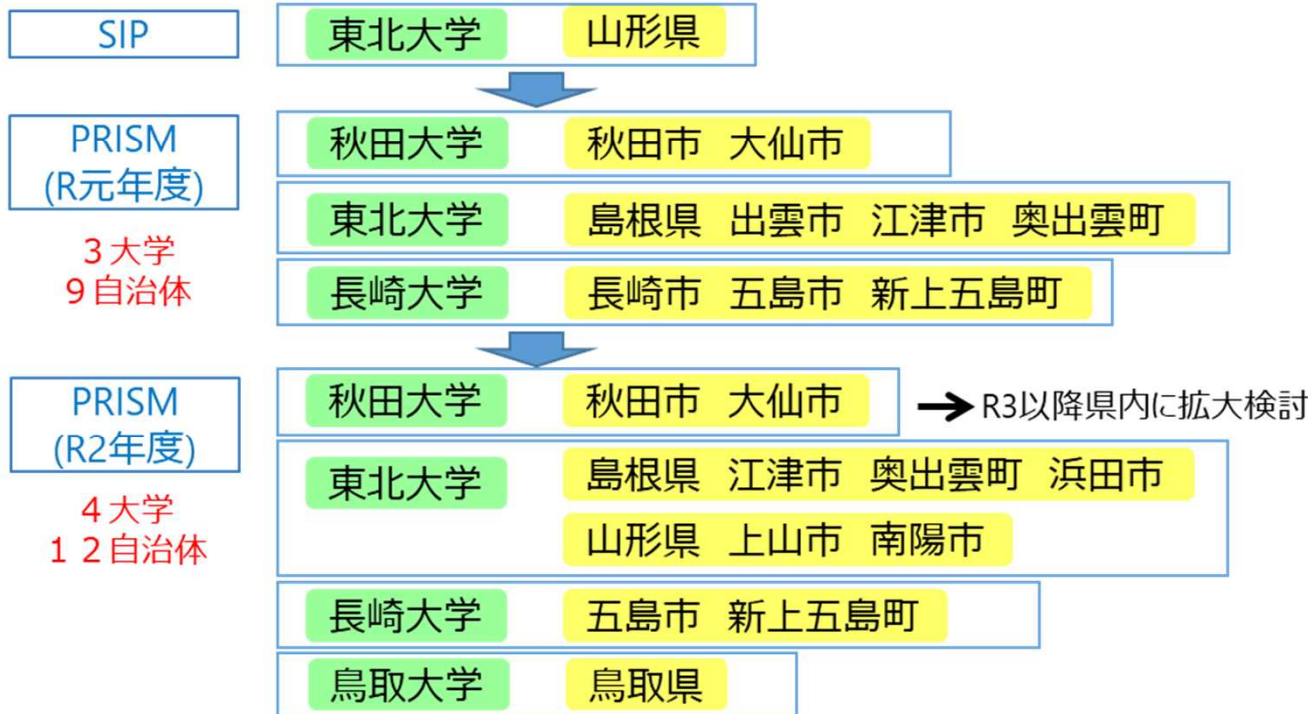 SIP
東北大学 山形県
PRISM
(R元年度)
3大学
9自治体
秋田大学 秋田市 大仙市
東北大学 島根県 出雲市 江津市 奥出雲町
長崎大学 長崎市 五島市 新上五島町
PRISM
(R2年度)
4大学
12自治体
秋田大学 秋田市 大仙市 R3以降県内に拡大検討
東北大学 島根県 江津市 奥出雲町 浜田市
山形県 上山市 南陽市
長崎大学 五島市 新上五島町
鳥取大学 鳥取県